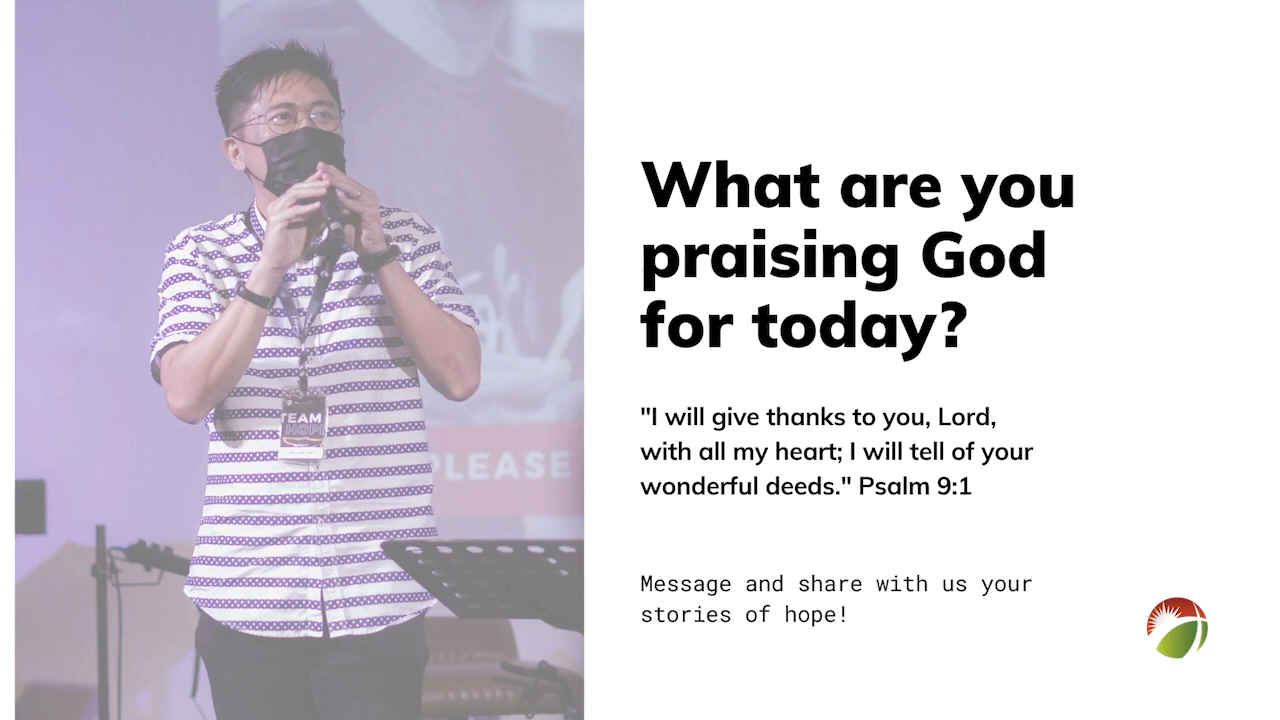 What are you
praising God
for today?
"I will give thanks to you, Lord,
with all my heart; I will tell of your
wonderful deeds." Psalm 9:1
Message and share with us your
stories of hope!
TEAM
HOPE
PLEASE